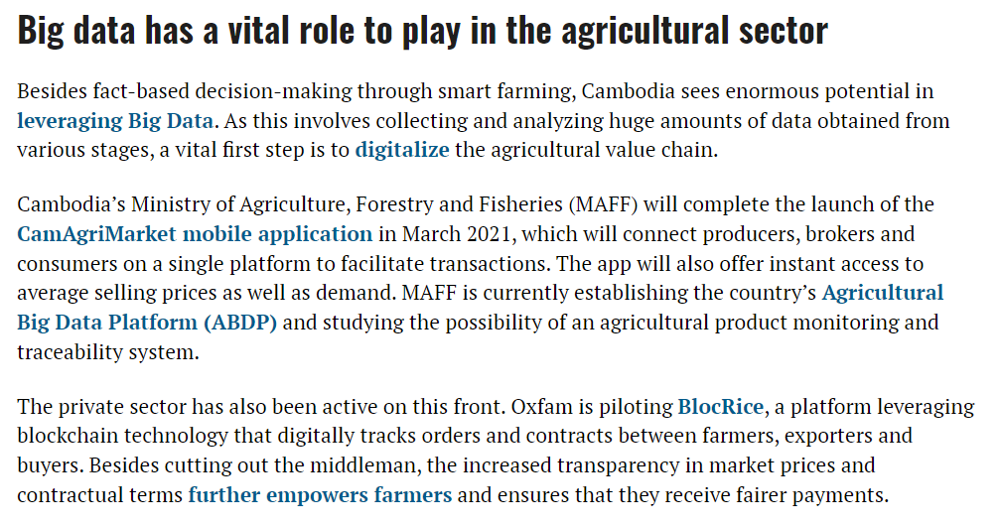 Big data has a vital role to play in the agricultural sector
Besides fact-based decision-making through smart farming, Cambodia sees enormous potential in
leveraging Big Data. As this involves collecting and analyzing huge amounts of data obtained from
various stages, a vital first step is to digitalize the agricultural value chain.
Cambodia’s Ministry of Agriculture, Forestry and Fisheries (MAFF) will complete the launch of the
CamAgriMarket mobile application in March 2021, which will connect producers, brokers and
consumers on a single platform to facilitate transactions. The app will also offer instant access to
average selling prices as well as demand. MAFF is currently establishing the country’s Agricultural
Big Data Platform (ABDP) and studying the possibility of an agricultural product monitoring and
traceability system.
The private sector has also been active on this front. Oxfam is piloting BlocRice, a platform leveraging
blockchain technology that digitally tracks orders and contracts between farmers, exporters and
buyers. Besides cutting out the middleman, the increased transparency in market prices and
contractual terms further empowers farmers and ensures that they receive fairer payments.